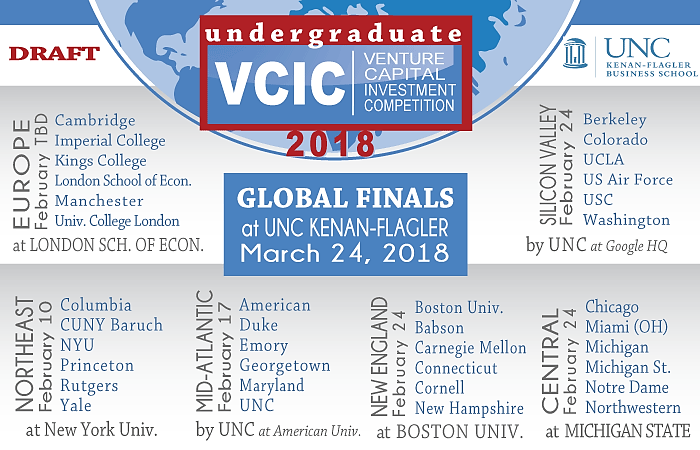 DRAFT
undergraduate
VCIC
VENTURE
CAPITAL
INVESTMENT
COMPETITION
2018
UNC
KENAN-FLAGLER
BUSINESS SCHOOL
GLOBAL FINALS
at UNC KENAN-FLAGLER
March 24, 2018
EUROPE
February TBD
Cambridge
Imperial College
Kings College
London School of Econ.
Manchester
Univ. College London
at LONDON SCH. OF ECON.
SILICON VALLEY
February 24
Berkeley
Colorado
UCLA
US Air Force
USC
Washington
by UNC at Google HQ
NORTHEAST
February 10
Columbia
CUNY Baruch
NYU
Princeton
Rutgers
Yale
at New York Univ.
MID-ATLANTIC
February 17
American
Duke
Emory
Georgetown
Maryland
UNC
by UNC at American Univ.
NEW ENGLAND
February 24
Boston Univ.
Babson
Carnegie Mellon
Connecticut
Cornell
New Hampshire
at BOSTON UNIV.
CENTRAL
February 24
Chicago
Miami (OH)
Michigan
Michigan St.
Notre Dame
Northwestern
at MICHIGAN STATE